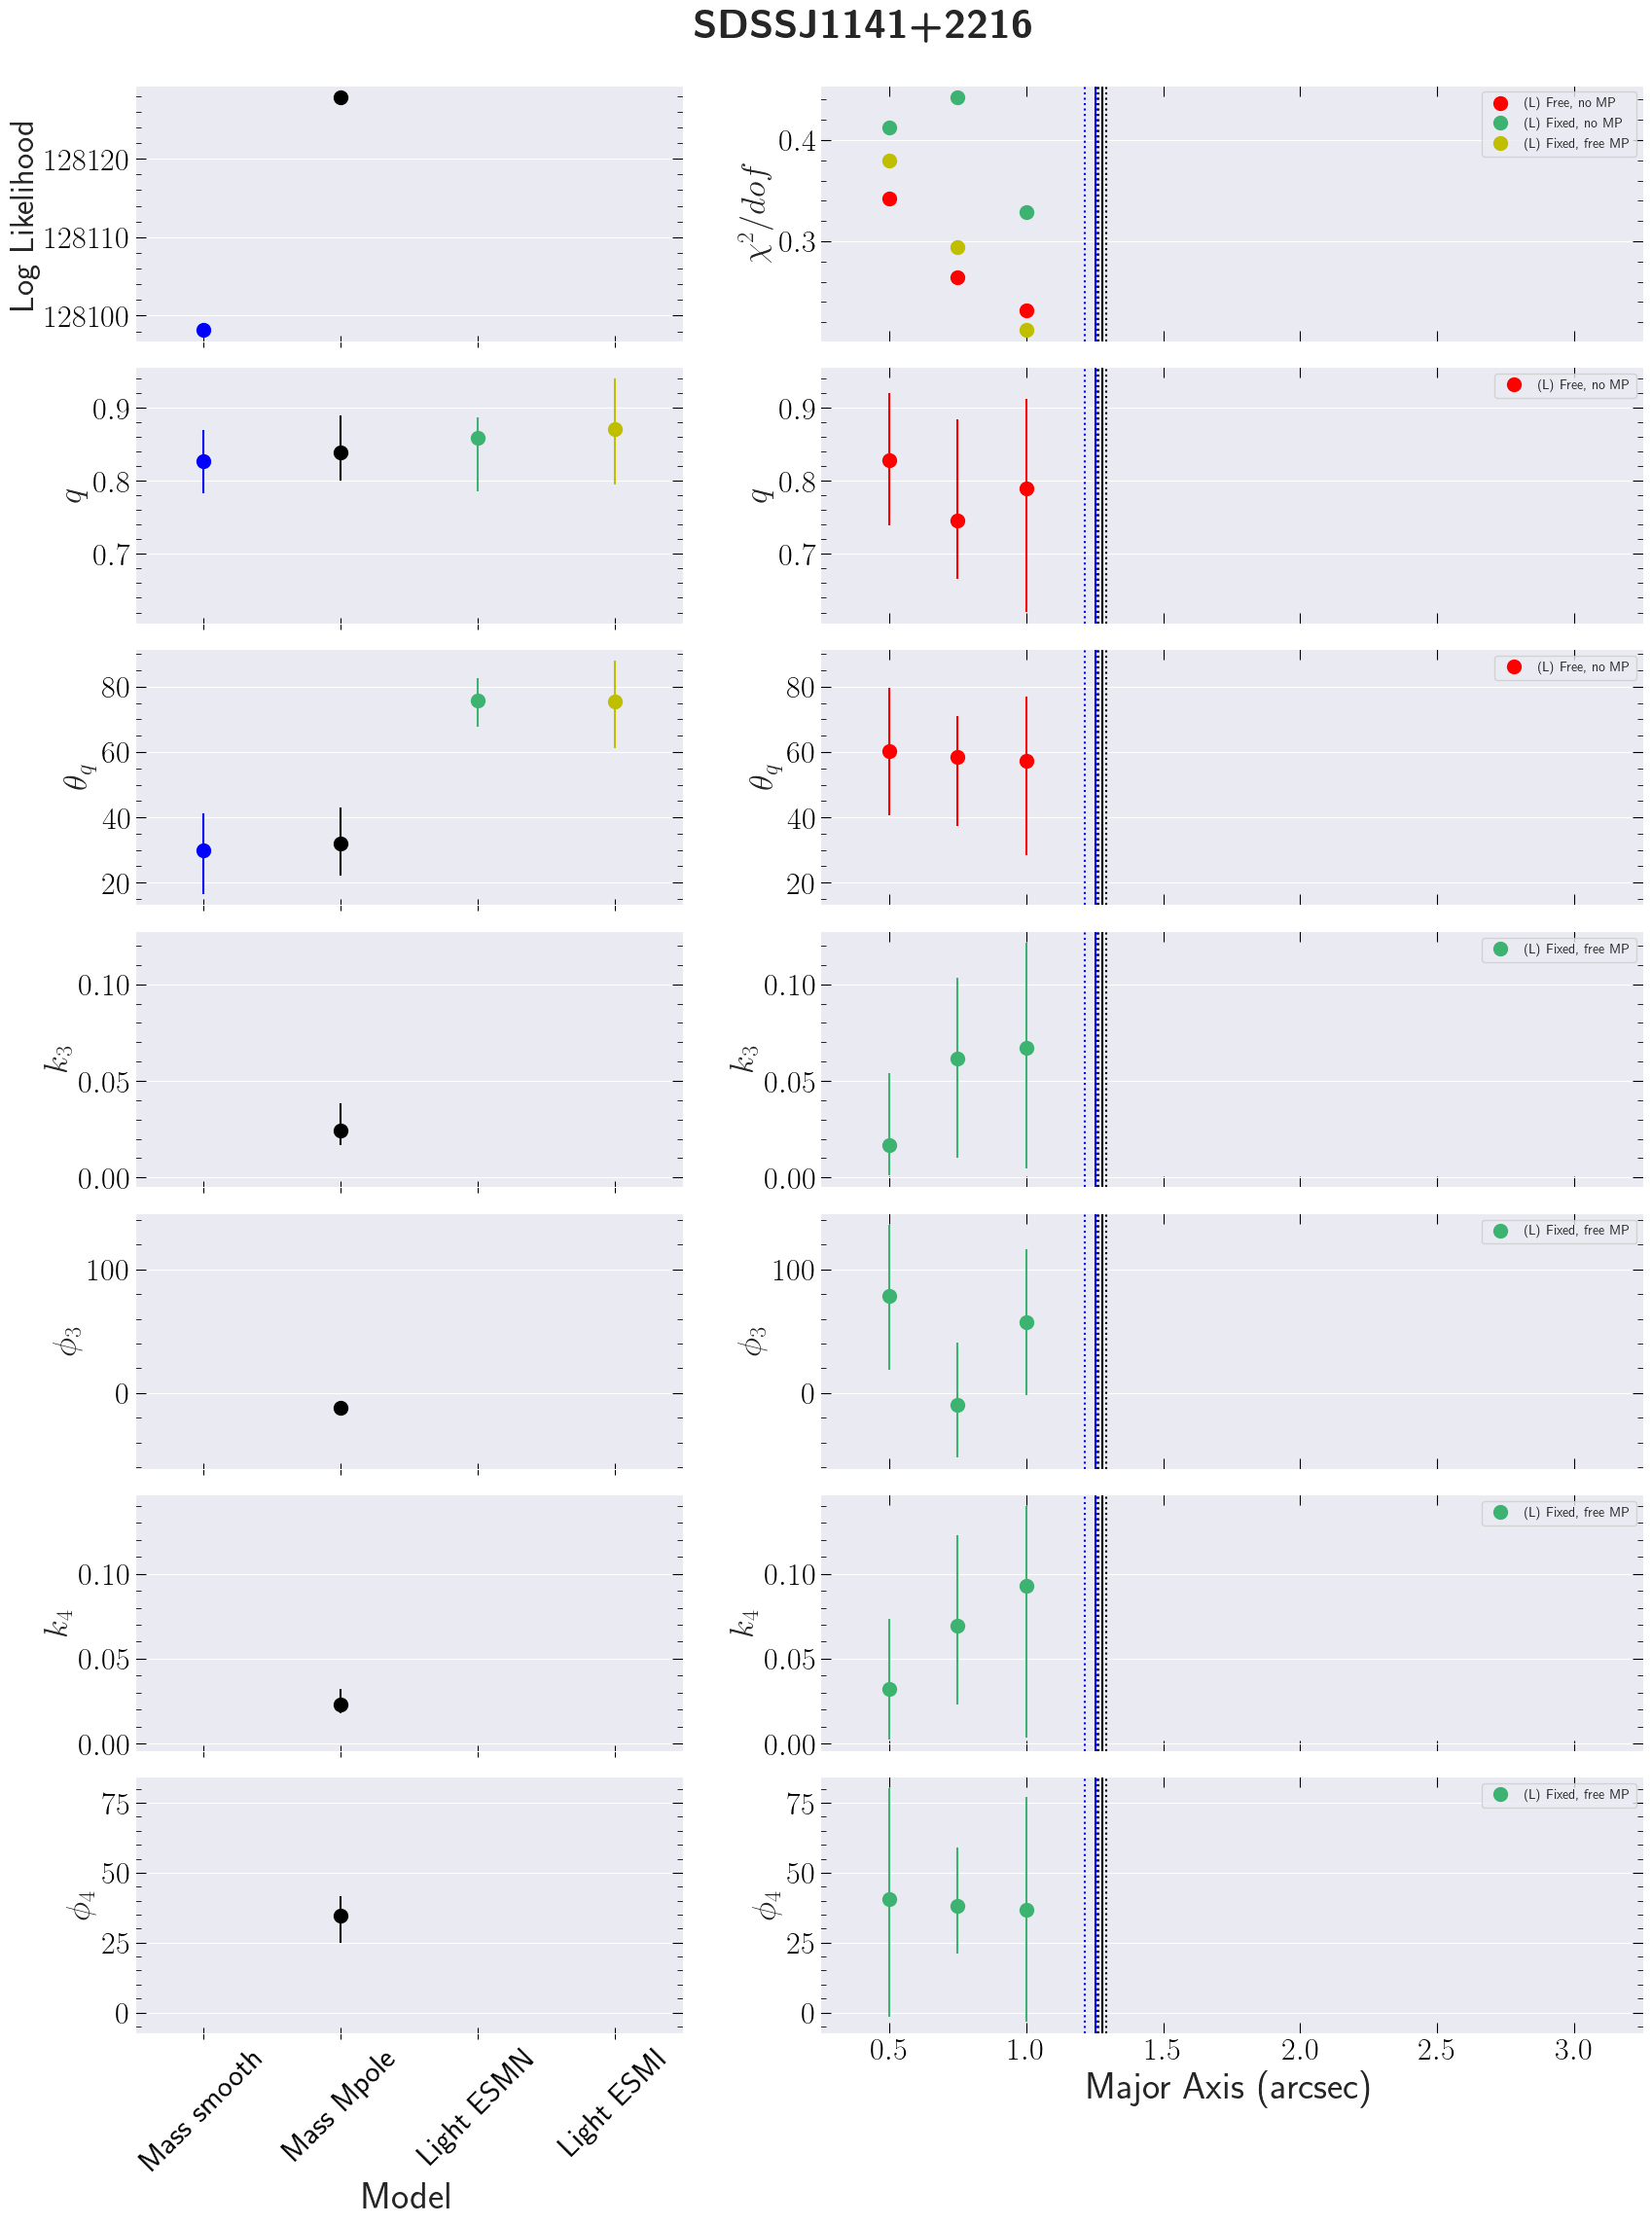 SDSSJ1141+2216
Log Likelihood
128120
128110
128100
χ²/dof
0.4
0.3
(L) Free, no MP
(L) Fixed, no MP
(L) Fixed, free MP
q
0.9
0.8
0.7
q
0.9
0.8
0.7
(L) Free, no MP
θ_q
80
60
40
20
θ_q
80
60
40
20
(L) Free, no MP
k₃
0.10
0.05
0.00
k₃
0.10
0.05
0.00
(L) Fixed, free MP
ϕ₃
100
0
ϕ₃
100
0
(L) Fixed, free MP
k₄
0.10
0.05
0.00
k₄
0.10
0.05
0.00
(L) Fixed, free MP
ϕ₄
75
50
25
0
ϕ₄
75
50
25
0
(L) Fixed, free MP
Mass smooth
Mass Mpole
Light ESMN
Light ESMI
Model
0.5 1.0 1.5 2.0 2.5 3.0
Major Axis (arcsec)